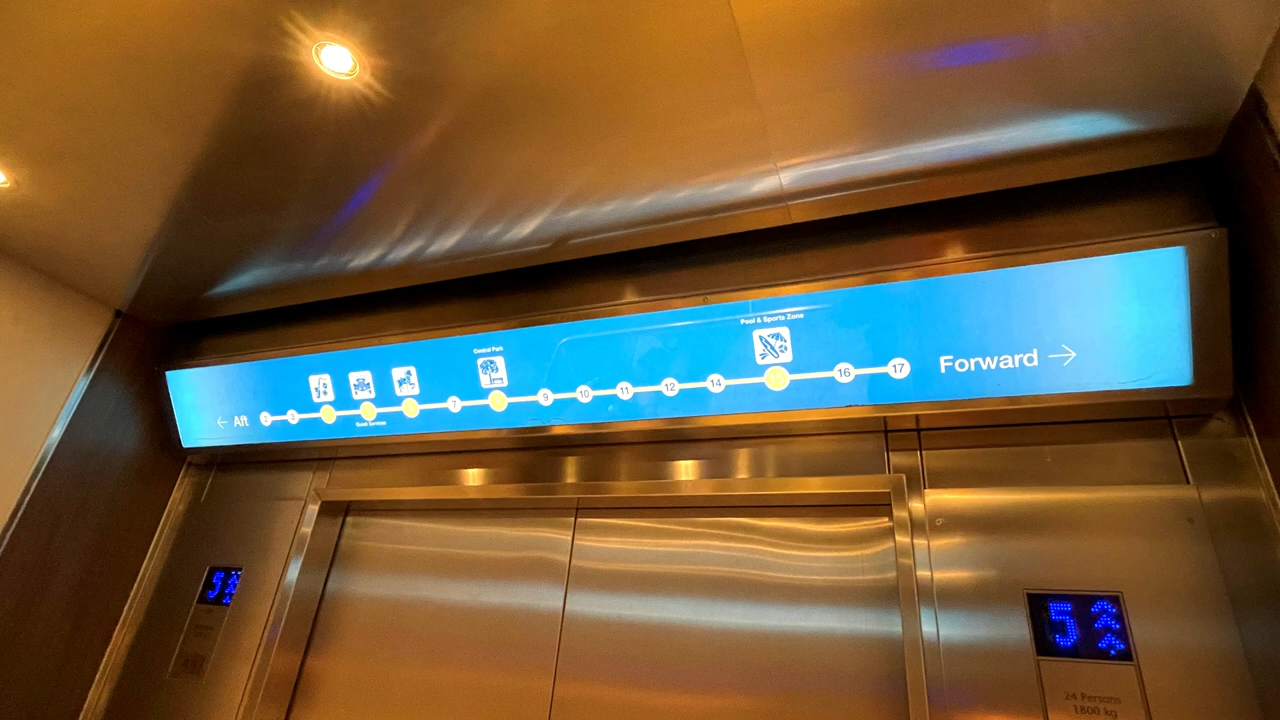 Pool & Sports Zone
Central Park
← Aft
3
7
9
10
11
12
14
16
17
Forward →
Guest Services
5
5
24 Persons
1800 kg